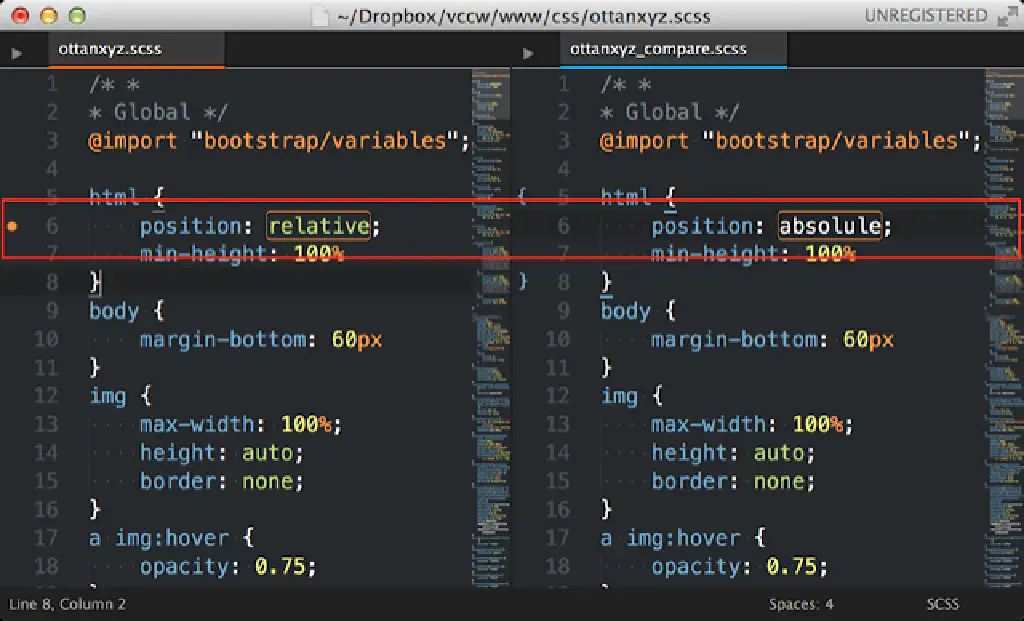 ~/Dropbox/vccw/www/css/ottanxyz.scss
UNREGISTERED
ottanxyz.scss
1 /* *
2 * Global */
3 @import "bootstrap/variables";
4
5 html {
6 position: relative;
7 min-height: 100%
8 }
9 body {
10 margin-bottom: 60px
11 }
12 img {
13 max-width: 100%;
14 height: auto;
15 border: none;
16 }
17 a img:hover {
18 opacity: 0.75;
ottanxyz_compare.scss
1 /* *
2 * Global */
3 @import "bootstrap/variables";
4
{ 5 html {
6 position: absolule;
7 min-height: 100%
} 8 }
9 body {
10 margin-bottom: 60px
11 }
12 img {
13 max-width: 100%;
14 height: auto;
15 border: none;
16 }
17 a img:hover {
18 opacity: 0.75;
Line 8, Column 2
Spaces: 4
SCSS